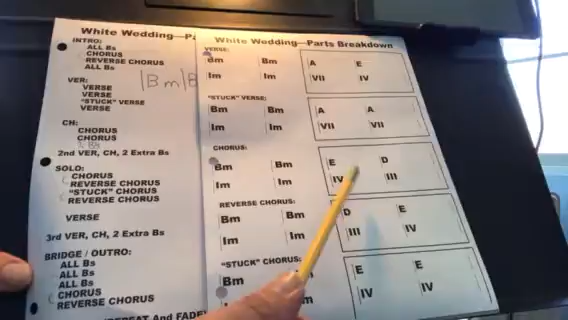 White Wedding—Pa
INTRO:
ALL Bs
CHORUS
REVERSE CHORUS
ALL Bs
VER:
VERSE
VERSE
"STUCK" VERSE
VERSE
|Bm|B
CH:
CHORUS
CHORUS
2nd VER, CH, 2 Extra Bs
SOLO:
CHORUS
REVERSE CHORUS
"STUCK" CHORUS
REVERSE CHORUS
VERSE
3rd VER, CH, 2 Extra Bs
BRIDGE / OUTRO:
ALL Bs
ALL Bs
ALL Bs
CHORUS
REVERSE CHORUS
REPEAT And FADE
White Wedding—Parts Breakdown
VERSE:
Bm Bm A E
Im Im VII IV
"STUCK" VERSE:
Bm Bm A A
Im Im VII VII
CHORUS:
Bm Bm E D
Im Im IV III
REVERSE CHORUS:
Bm Bm D E
Im Im III IV
"STUCK" CHORUS:
Bm E E
m IV IV